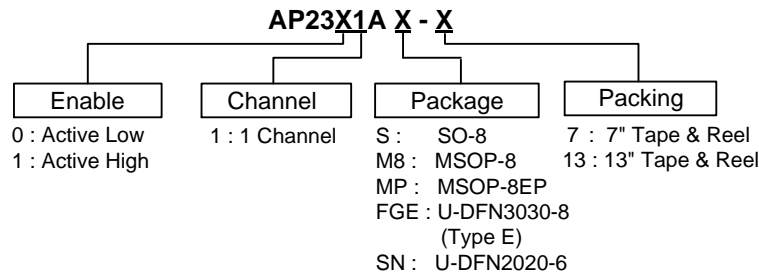 AP23X1A X - X
Enable
0 : Active Low
1 : Active High
Channel
1 : 1 Channel
Package
S : SO-8
M8 : MSOP-8
MP : MSOP-8EP
FGE : U-DFN3030-8
(Type E)
SN : U-DFN2020-6
Packing
7 : 7" Tape & Reel
13 : 13" Tape & Reel